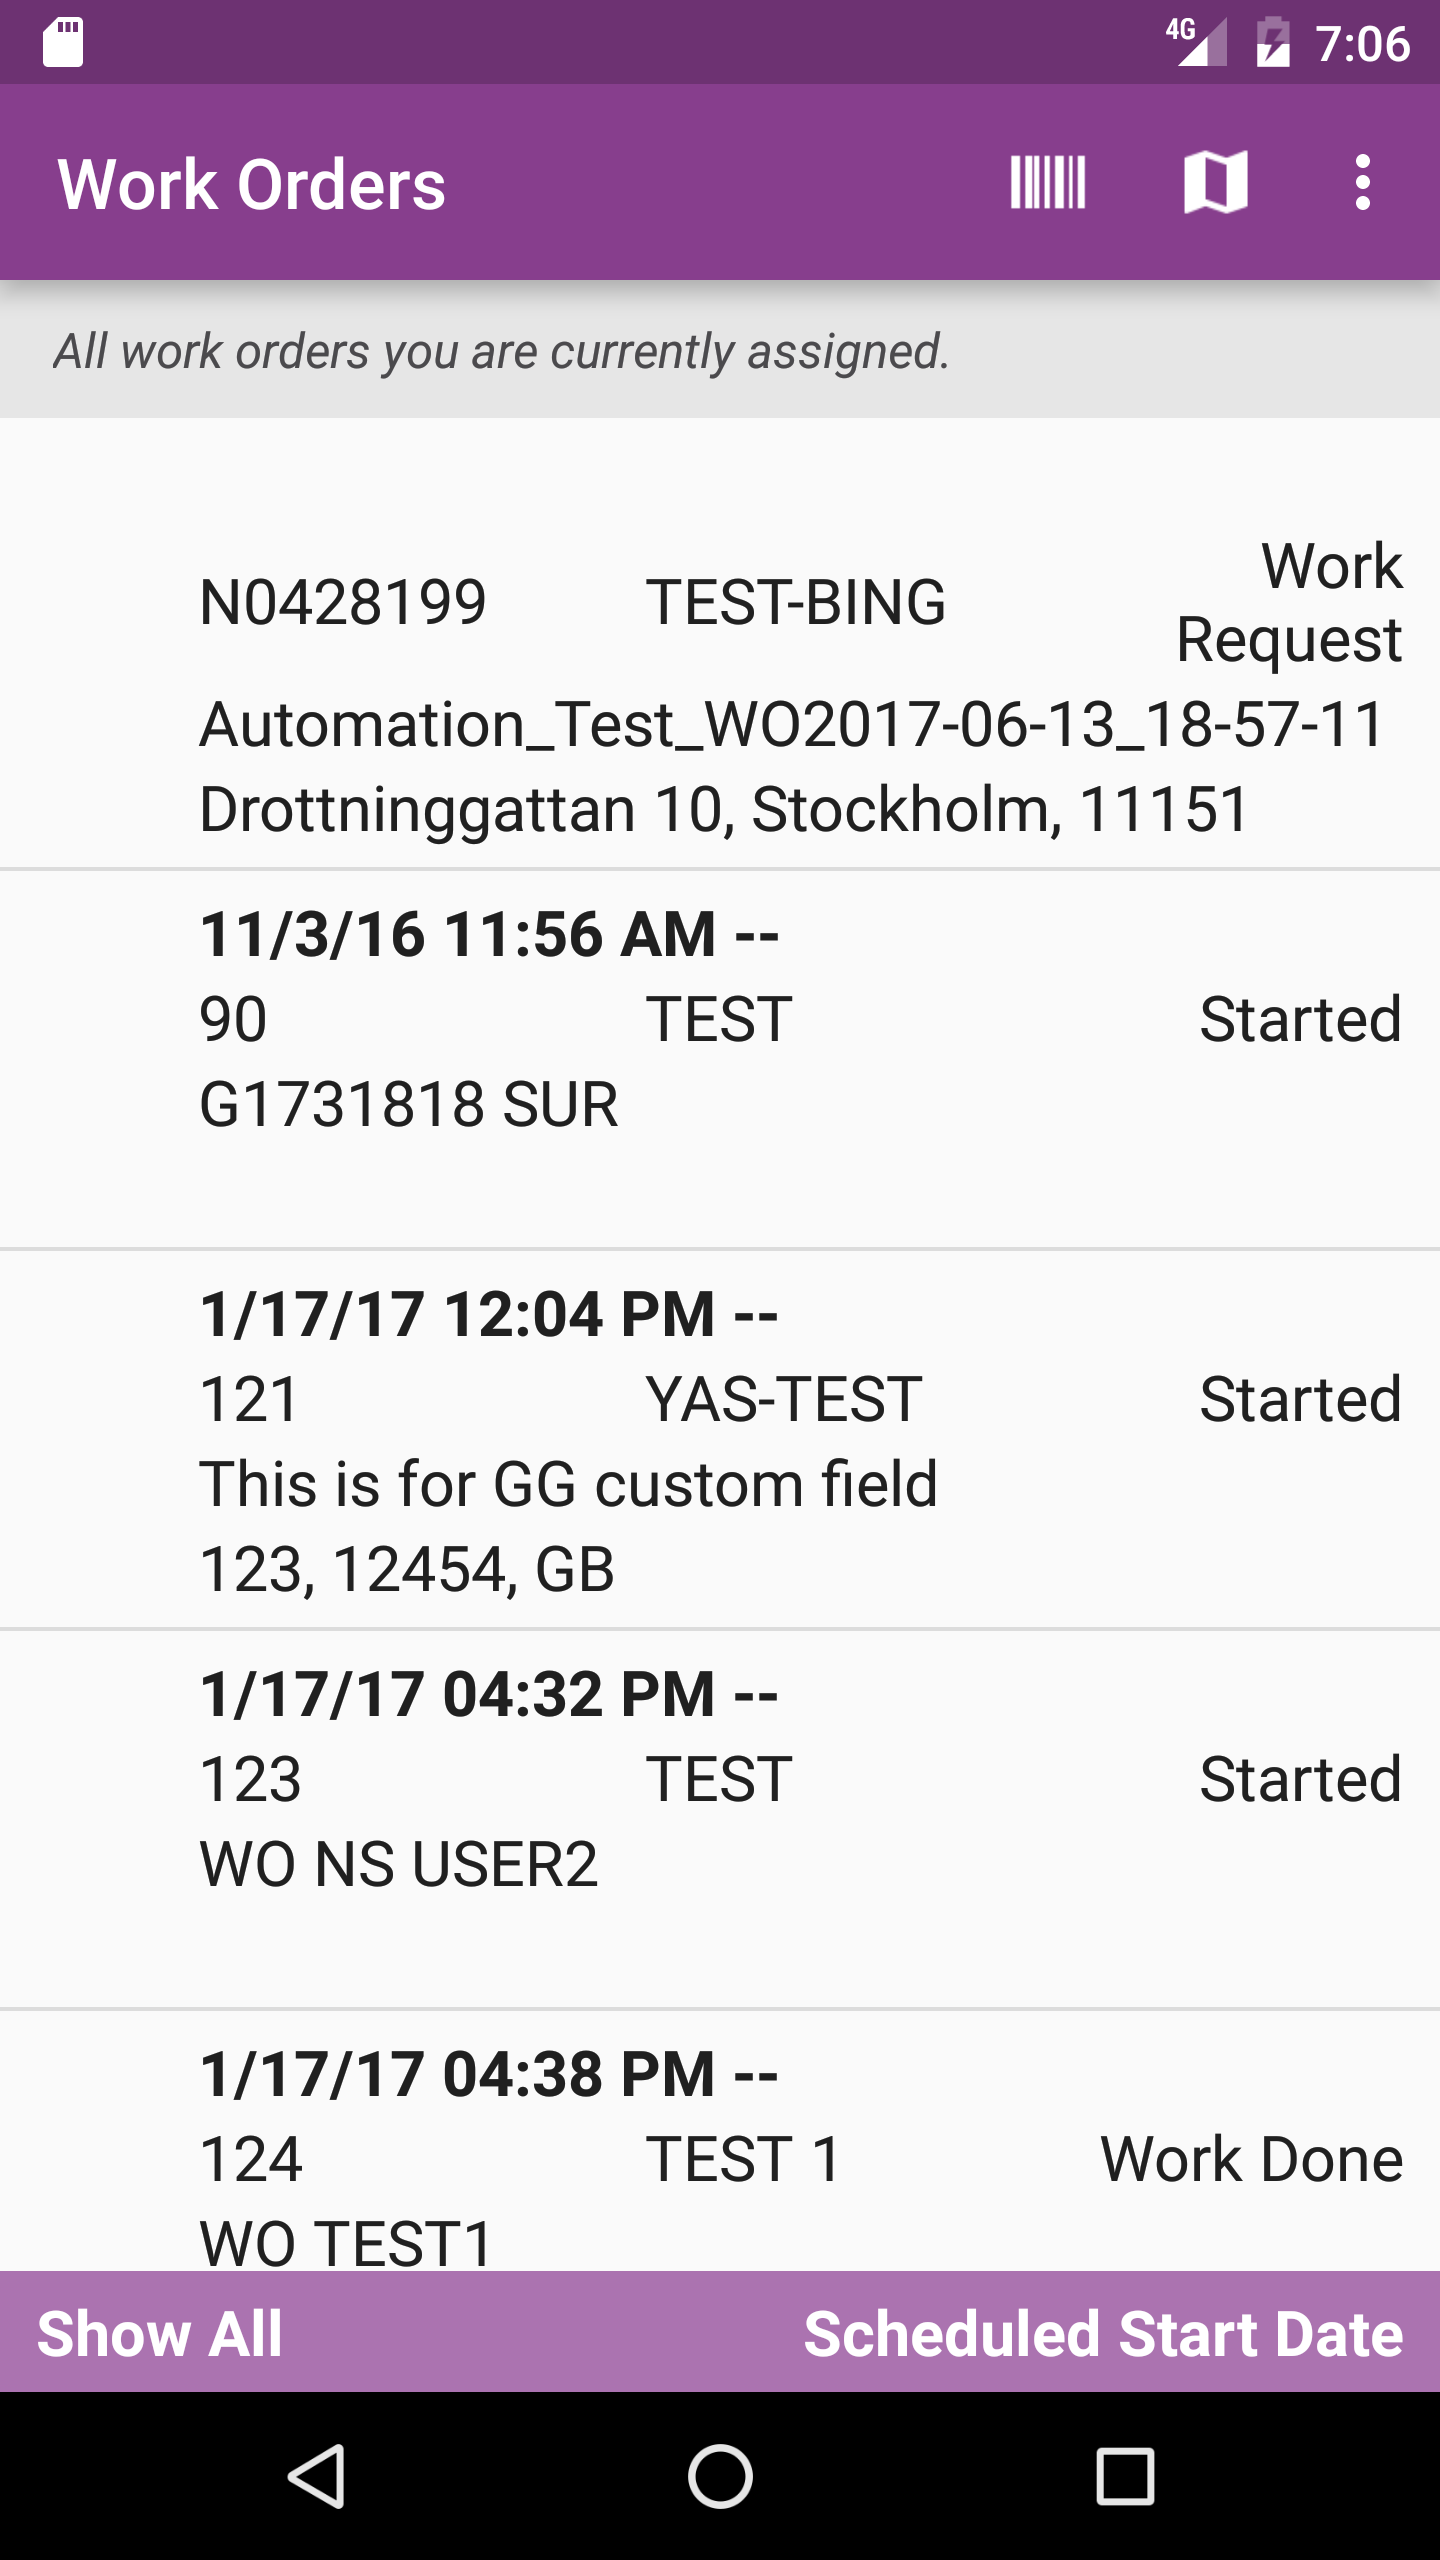 4G 7:06
Work Orders
All work orders you are currently assigned.
N0428199 TEST-BING Work Request
Automation_Test_WO2017-06-13_18-57-11
Drottninggattan 10, Stockholm, 11151
11/3/16 11:56 AM --
90 TEST Started
G1731818 SUR
1/17/17 12:04 PM --
121 YAS-TEST Started
This is for GG custom field
123, 12454, GB
1/17/17 04:32 PM --
123 TEST Started
WO NS USER2
1/17/17 04:38 PM --
124 TEST 1 Work Done
WO TEST1
Show All Scheduled Start Date